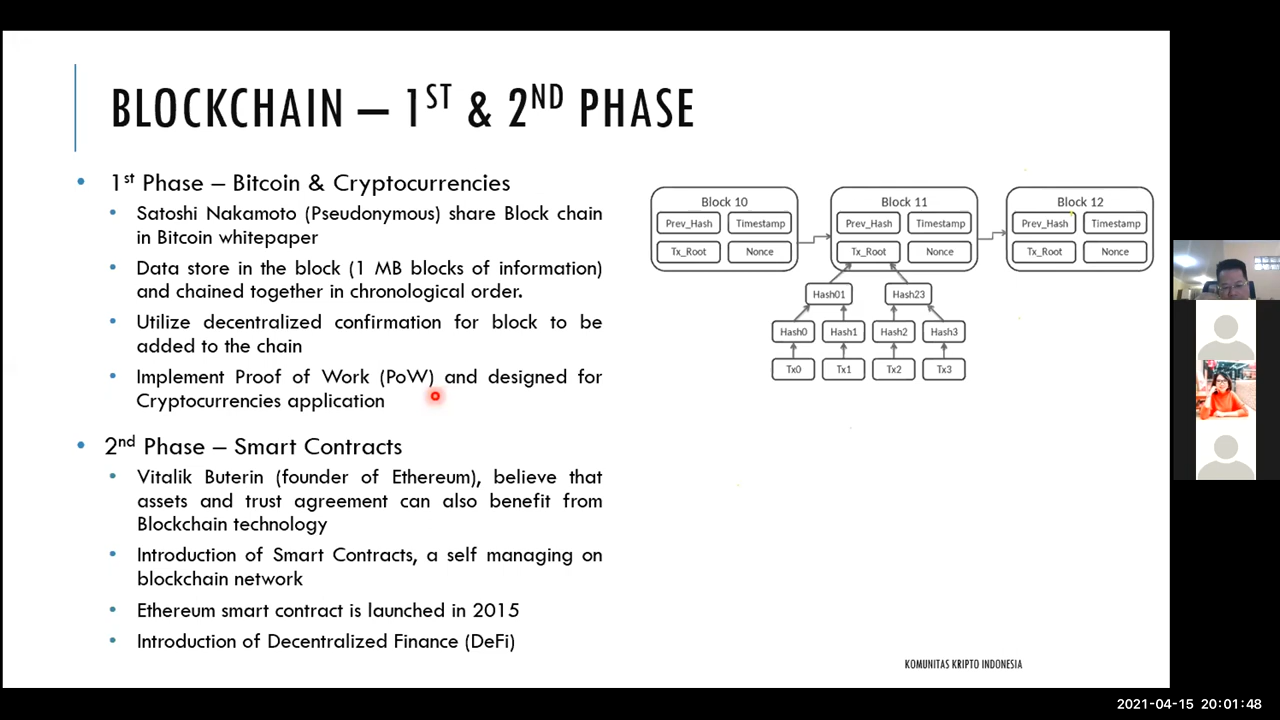 BLOCKCHAIN – 1ST & 2ND PHASE
• 1st Phase – Bitcoin & Cryptocurrencies
• Satoshi Nakamoto (Pseudonymous) share Block chain
in Bitcoin whitepaper
• Data store in the block (1 MB blocks of information)
and chained together in chronological order.
• Utilize decentralized confirmation for block to be
added to the chain
• Implement Proof of Work (PoW) and designed for
Cryptocurrencies application
• 2nd Phase – Smart Contracts
• Vitalik Buterin (founder of Ethereum), believe that
assets and trust agreement can also benefit from
Blockchain technology
• Introduction of Smart Contracts, a self managing on
blockchain network
• Ethereum smart contract is launched in 2015
• Introduction of Decentralized Finance (DeFi)
Block 10 Block 11 Block 12
Prev_Hash Timestamp Prev_Hash Timestamp Prev_Hash Timestamp
Tx_Root Nonce Tx_Root Nonce Tx_Root Nonce
Hash01 Hash23
Hash0 Hash1 Hash2 Hash3
Tx0 Tx1 Tx2 Tx3
KOMUNITAS KRIPTO INDONESIA
2021-04-15 20:01:48